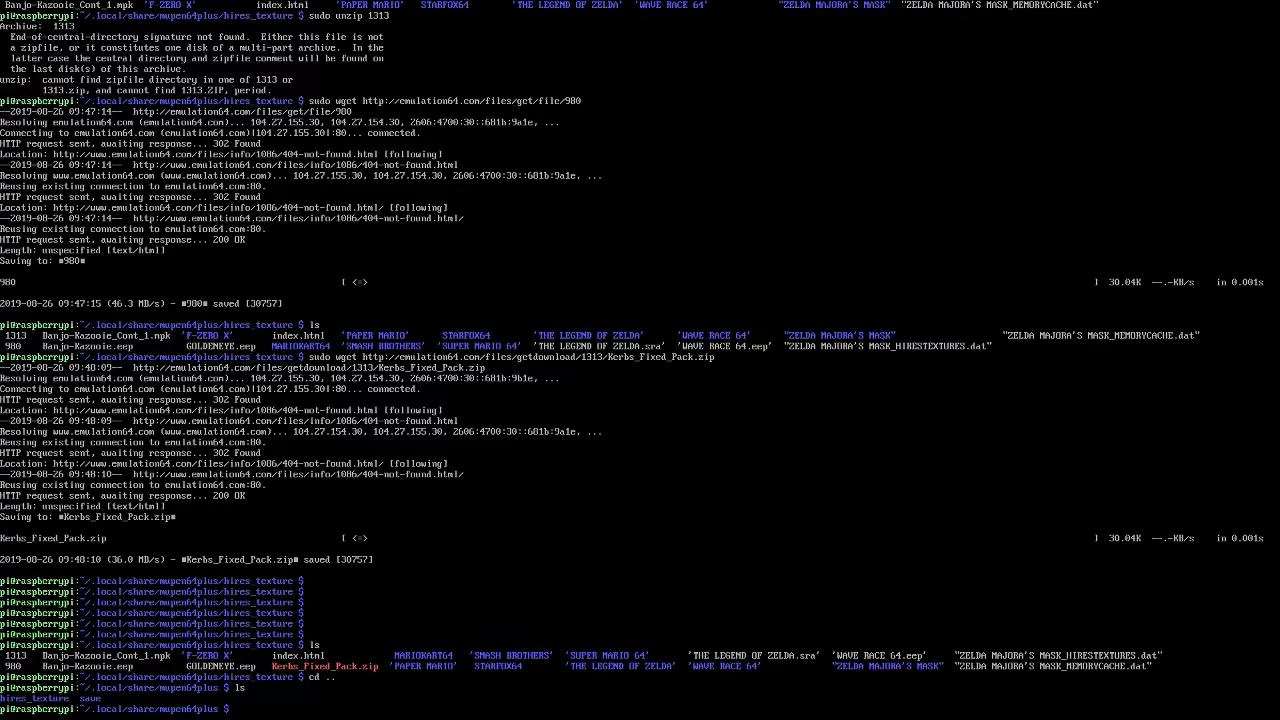 Banjo-Kazooie_Cont_1.mpk  'F-ZERO X'  index.html  'PAPER MARIO'  STARFOX64  'THE LEGEND OF ZELDA'  'WAVE RACE 64'  "ZELDA MAJORA'S MASK"  "ZELDA MAJORA'S MASK_MEMORYCACHE.dat"
pi@raspberrypi:~/.local/share/mupen64plus/hires_texture $ sudo unzip 1313
Archive:  1313
  End-of-central-directory signature not found.  Either this file is not
  a zipfile, or it constitutes one disk of a multi-part archive.  In the
  latter case the central directory and zipfile comment will be found on
  the last disk(s) of this archive.
unzip:  cannot find zipfile directory in one of 1313 or
        1313.zip, and cannot find 1313.ZIP, period.
pi@raspberrypi:~/.local/share/mupen64plus/hires_texture $ sudo wget http://emulation64.com/files/get/file/980
--2019-08-26 09:47:14--  http://emulation64.com/files/get/file/980
Resolving emulation64.com (emulation64.com)... 104.27.155.30, 104.27.154.30, 2606:4700:30::681b:9a1e, ...
Connecting to emulation64.com (emulation64.com)|104.27.155.30|:80... connected.
HTTP request sent, awaiting response... 302 Found
Location: http://www.emulation64.com/files/info/1086/404-not-found.html [following]
--2019-08-26 09:47:14--  http://www.emulation64.com/files/info/1086/404-not-found.html
Resolving www.emulation64.com (www.emulation64.com)... 104.27.155.30, 104.27.154.30, 2606:4700:30::681b:9a1e, ...
Reusing existing connection to emulation64.com:80.
HTTP request sent, awaiting response... 302 Found
Location: http://www.emulation64.com/files/info/1086/404-not-found.html/ [following]
--2019-08-26 09:47:14--  http://www.emulation64.com/files/info/1086/404-not-found.html/
Reusing existing connection to emulation64.com:80.
HTTP request sent, awaiting response... 200 OK
Length: unspecified [text/html]
Saving to: ■980■
980  [ <=>  ]  30.04K  --.-KB/s  in 0.001s
2019-08-26 09:47:15 (46.3 MB/s) - ■980■ saved [30757]
pi@raspberrypi:~/.local/share/mupen64plus/hires_texture $ ls
1313  Banjo-Kazooie_Cont_1.mpk  'F-ZERO X'  index.html  'PAPER MARIO'  STARFOX64  'THE LEGEND OF ZELDA'  'WAVE RACE 64'  "ZELDA MAJORA'S MASK"  "ZELDA MAJORA'S MASK_MEMORYCACHE.dat"
980  Banjo-Kazooie.eep  GOLDENEYE.eep  MARIOKART64  'SMASH BROTHERS'  'SUPER MARIO 64'  'THE LEGEND OF ZELDA.sra'  'WAVE RACE 64.eep'  "ZELDA MAJORA'S MASK_HIRESTEXTURES.dat"
pi@raspberrypi:~/.local/share/mupen64plus/hires_texture $ sudo wget http://emulation64.com/files/getdownload/1313/Kerbs_Fixed_Pack.zip
--2019-08-26 09:48:09--  http://emulation64.com/files/getdownload/1313/Kerbs_Fixed_Pack.zip
Resolving emulation64.com (emulation64.com)... 104.27.154.30, 104.27.155.30, 2606:4700:30::681b:9b1e, ...
Connecting to emulation64.com (emulation64.com)|104.27.154.30|:80... connected.
HTTP request sent, awaiting response... 302 Found
Location: http://www.emulation64.com/files/info/1086/404-not-found.html [following]
--2019-08-26 09:48:09--  http://www.emulation64.com/files/info/1086/404-not-found.html
Resolving www.emulation64.com (www.emulation64.com)... 104.27.154.30, 104.27.155.30, 2606:4700:30::681b:9a1e, ...
Reusing existing connection to emulation64.com:80.
HTTP request sent, awaiting response... 302 Found
Location: http://www.emulation64.com/files/info/1086/404-not-found.html/ [following]
--2019-08-26 09:48:10--  http://www.emulation64.com/files/info/1086/404-not-found.html/
Reusing existing connection to emulation64.com:80.
HTTP request sent, awaiting response... 200 OK
Length: unspecified [text/html]
Saving to: ■Kerbs_Fixed_Pack.zip■
Kerbs_Fixed_Pack.zip  [ <=>  ]  30.04K  --.-KB/s  in 0.001s
2019-08-26 09:48:10 (36.0 MB/s) - ■Kerbs_Fixed_Pack.zip■ saved [30757]
pi@raspberrypi:~/.local/share/mupen64plus/hires_texture $
pi@raspberrypi:~/.local/share/mupen64plus/hires_texture $
pi@raspberrypi:~/.local/share/mupen64plus/hires_texture $
pi@raspberrypi:~/.local/share/mupen64plus/hires_texture $
pi@raspberrypi:~/.local/share/mupen64plus/hires_texture $
pi@raspberrypi:~/.local/share/mupen64plus/hires_texture $
pi@raspberrypi:~/.local/share/mupen64plus/hires_texture $ ls
1313  Banjo-Kazooie_Cont_1.mpk  'F-ZERO X'  index.html  MARIOKART64  'SMASH BROTHERS'  'SUPER MARIO 64'  'THE LEGEND OF ZELDA.sra'  'WAVE RACE 64.eep'  "ZELDA MAJORA'S MASK_HIRESTEXTURES.dat"
980  Banjo-Kazooie.eep  GOLDENEYE.eep  Kerbs_Fixed_Pack.zip  'PAPER MARIO'  STARFOX64  'THE LEGEND OF ZELDA'  'WAVE RACE 64'  "ZELDA MAJORA'S MASK"  "ZELDA MAJORA'S MASK_MEMORYCACHE.dat"
pi@raspberrypi:~/.local/share/mupen64plus/hires_texture $ cd ..
pi@raspberrypi:~/.local/share/mupen64plus $ ls
hires_texture  save
pi@raspberrypi:~/.local/share/mupen64plus $